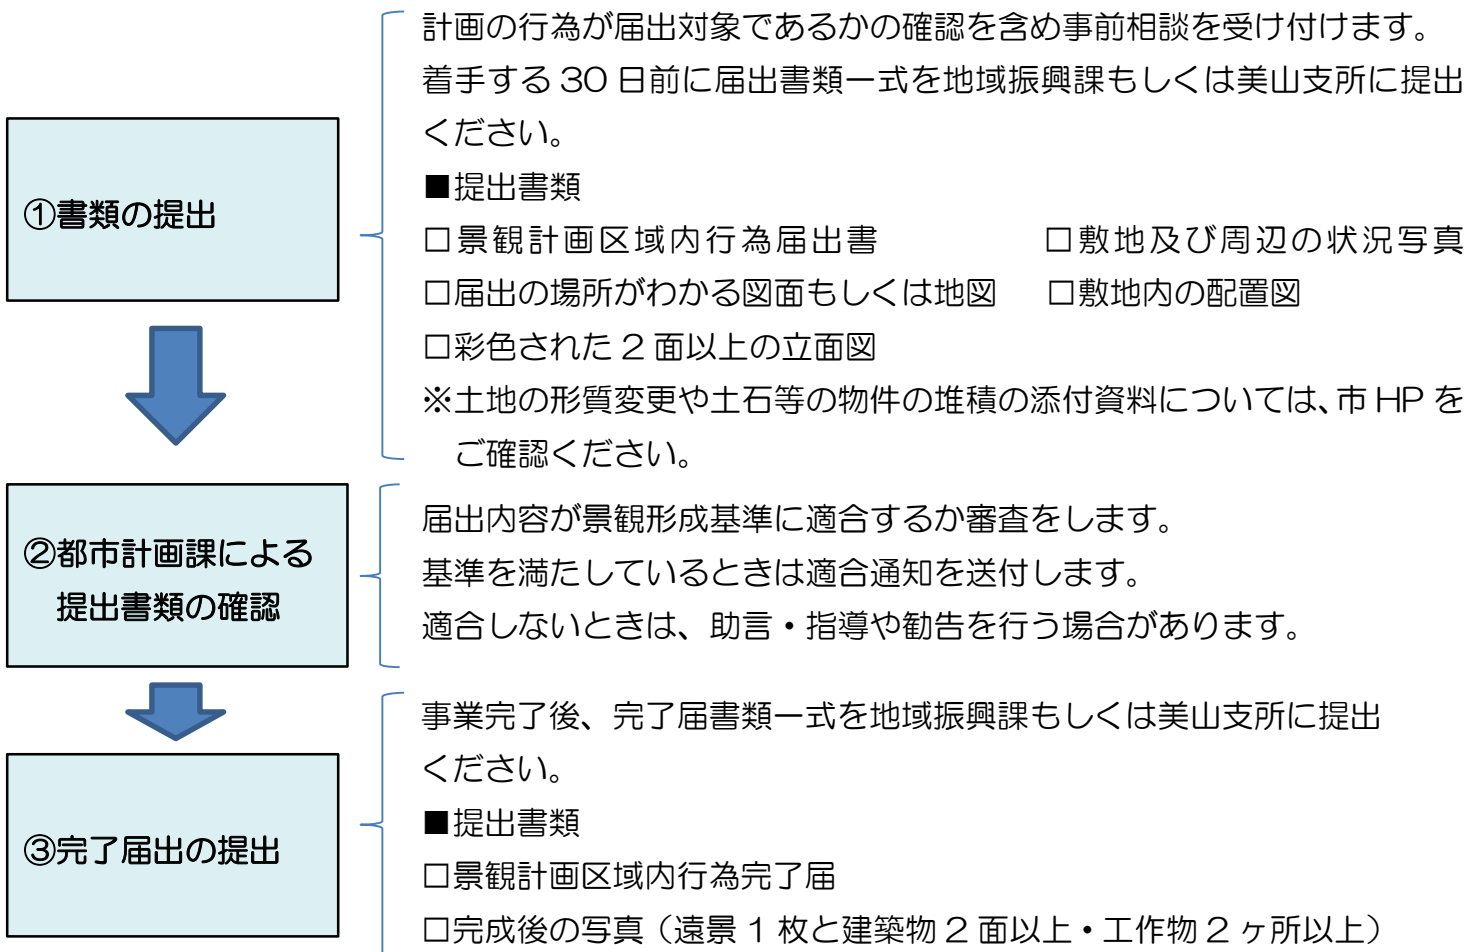 計画の行為が届出対象であるかの確認を含め事前相談を受け付けます。
着手する30日前に届出書類一式を地域振興課もしくは美山支所に提出
ください。
①書類の提出
■提出書類
□景観計画区域内行為届出書 □敷地及び周辺の状況写真
□届出の場所がわかる図面もしくは地図 □敷地内の配置図
□彩色された2面以上の立面図
※土地の形質変更や土石等の物件の堆積の添付資料については、市HPを
ご確認ください。
②都市計画課による
提出書類の確認
届出内容が景観形成基準に適合するか審査をします。
基準を満たしているときは適合通知を送付します。
適合しないときは、助言・指導や勧告を行う場合があります。
③完了届出の提出
事業完了後、完了届書類一式を地域振興課もしくは美山支所に提出
ください。
■提出書類
□景観計画区域内行為完了届
□完成後の写真（遠景1枚と建築物2面以上・工作物2ヶ所以上）